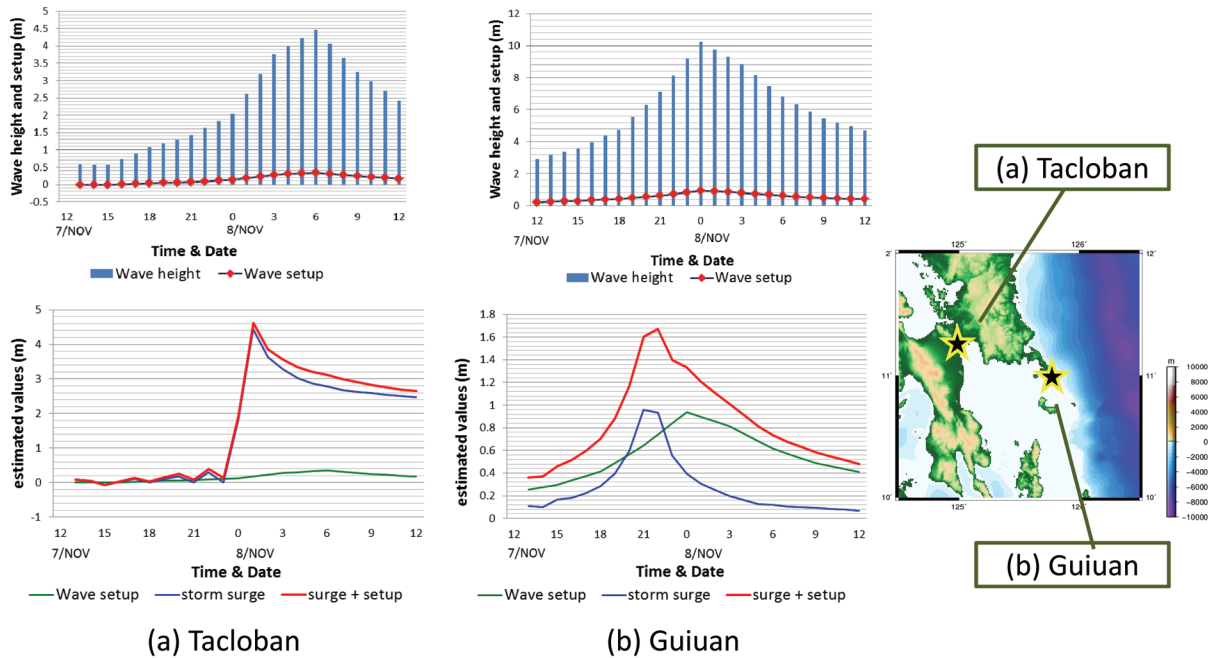 Wave height and setup (m)
5
4.5
4
3.5
3
2.5
2
1.5
1
0.5
0
-0.5
12 15 18 21 0 3 6 9 12
7/NOV 8/NOV
Time & Date
Wave height Wave setup
Wave height and setup (m)
12
10
8
6
4
2
0
12 15 18 21 0 3 6 9 12
7/NOV 8/NOV
Time & Date
Wave height Wave setup
estimated values (m)
5
4
3
2
1
0
-1
12 15 18 21 0 3 6 9 12
7/NOV 8/NOV
Time & Date
Wave setup storm surge surge + setup
(a) Tacloban
estimated values (m)
1.8
1.6
1.4
1.2
1
0.8
0.6
0.4
0.2
0
12 15 18 21 0 3 6 9 12
7/NOV 8/NOV
Time & Date
Wave setup storm surge surge + setup
(b) Guiuan
(a) Tacloban
125˚ 126˚
2˚ 12˚
11˚ 11˚
10˚ 10˚
125˚ 126˚
m
10000
8000
6000
4000
2000
0
−2000
−4000
−6000
−8000
−10000
(b) Guiuan